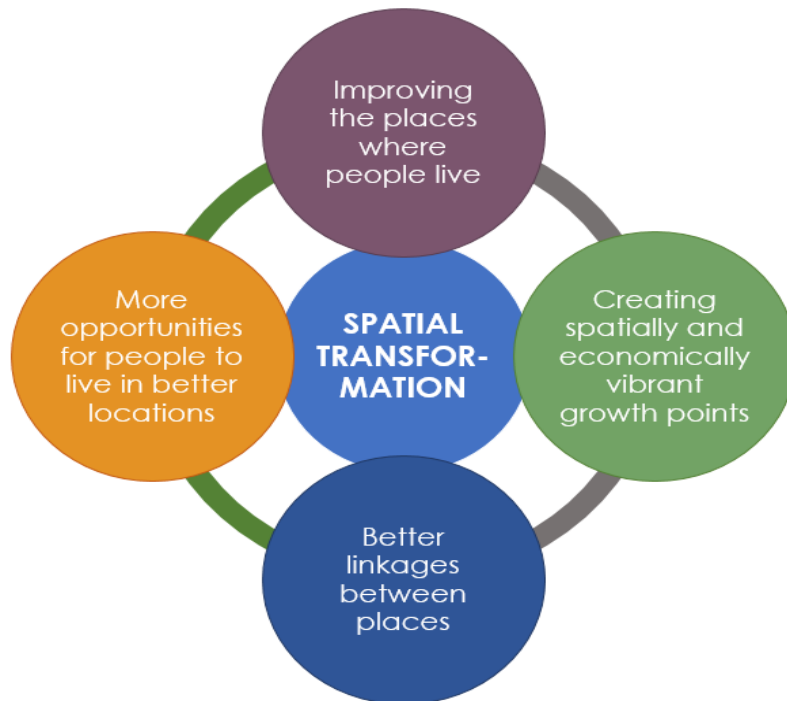 Improving
the places
where
people live
More
opportunities
for people to
live in better
locations
SPATIAL
TRANSFOR-
MATION
Creating
spatially and
economically
vibrant
growth points
Better
linkages
between
places